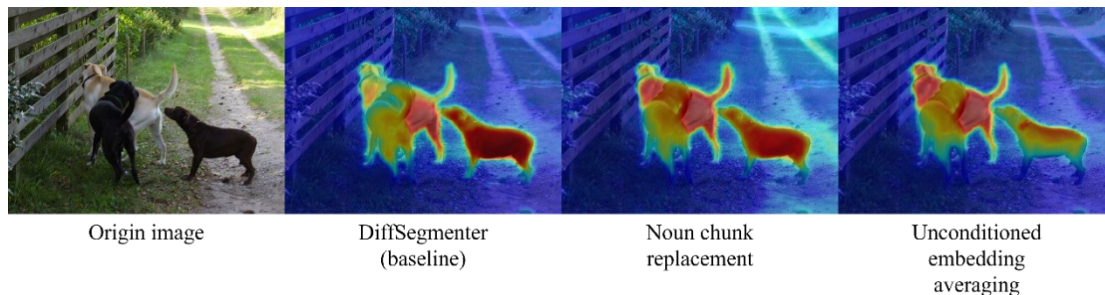 Origin image
DiffSegmenter
(baseline)
Noun chunk
replacement
Unconditioned
embedding
averaging